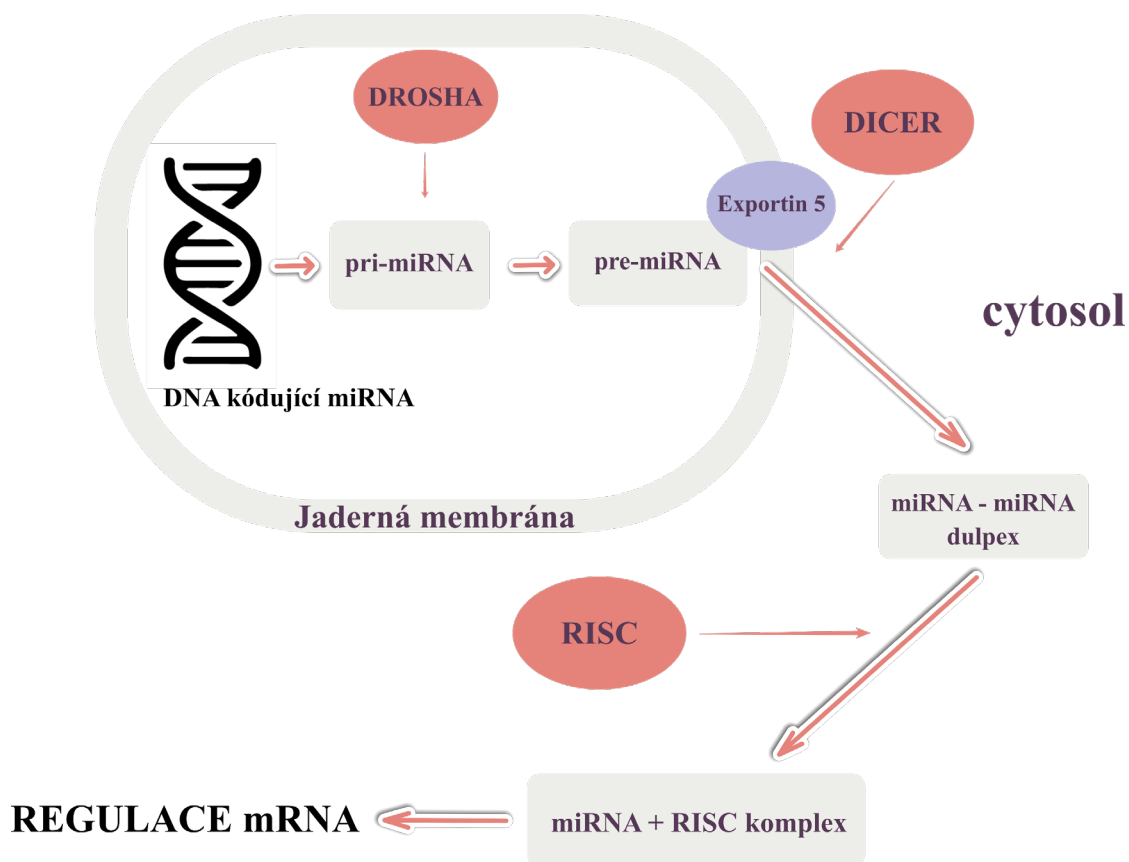 DROSHA
DICER
Exportin 5
pri-miRNA
pre-miRNA
cytosol
DNA kódující miRNA
Jaderná membrána
miRNA - miRNA
dulpex
RISC
REGULACE mRNA
miRNA + RISC komplex